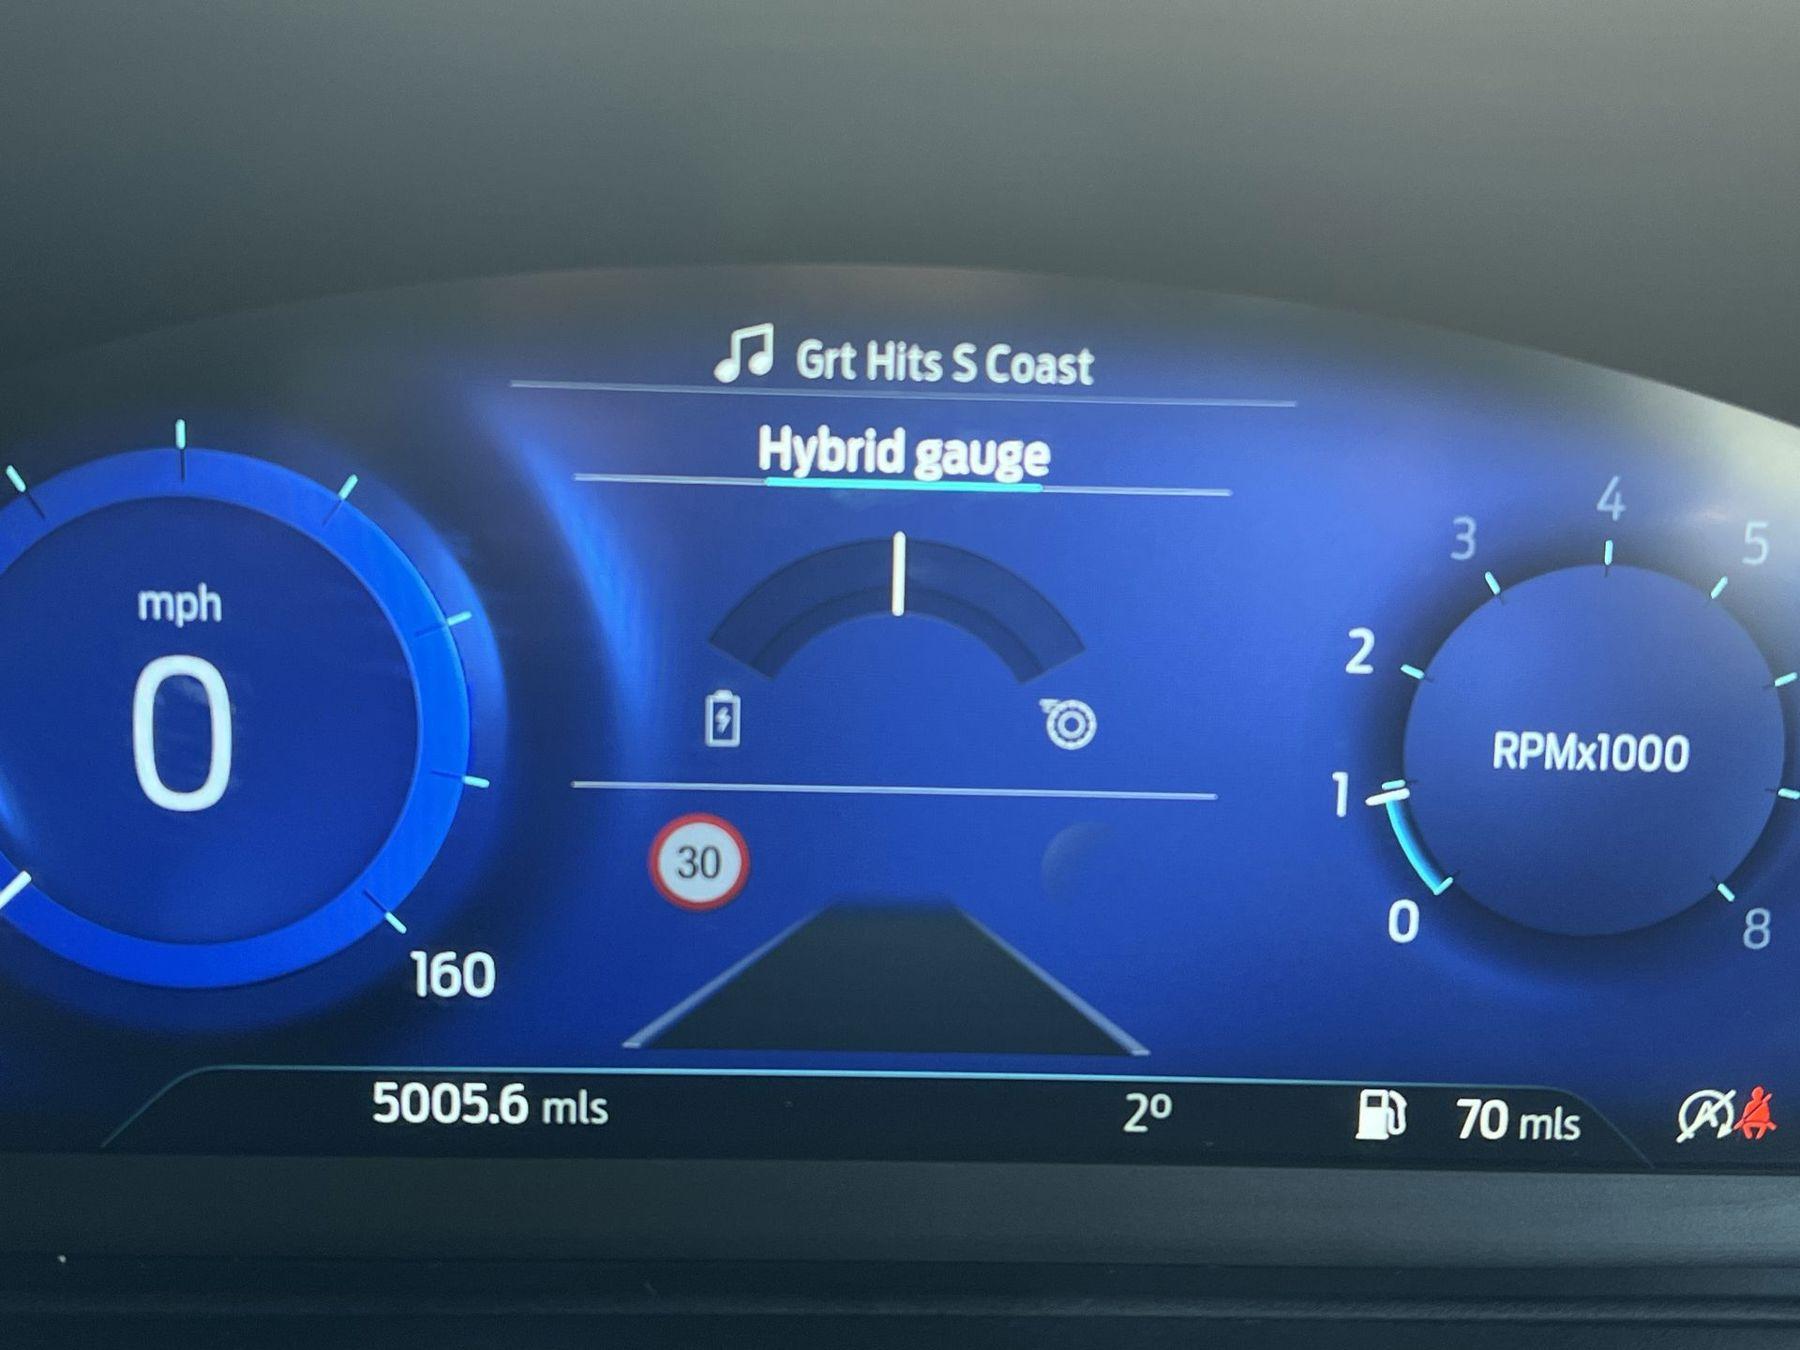 Grt Hits S Coast
Hybrid gauge
mph
0
160
30
0
1
2
3
4
5
8
RPMx1000
5005.6 mls
2º
70 mls